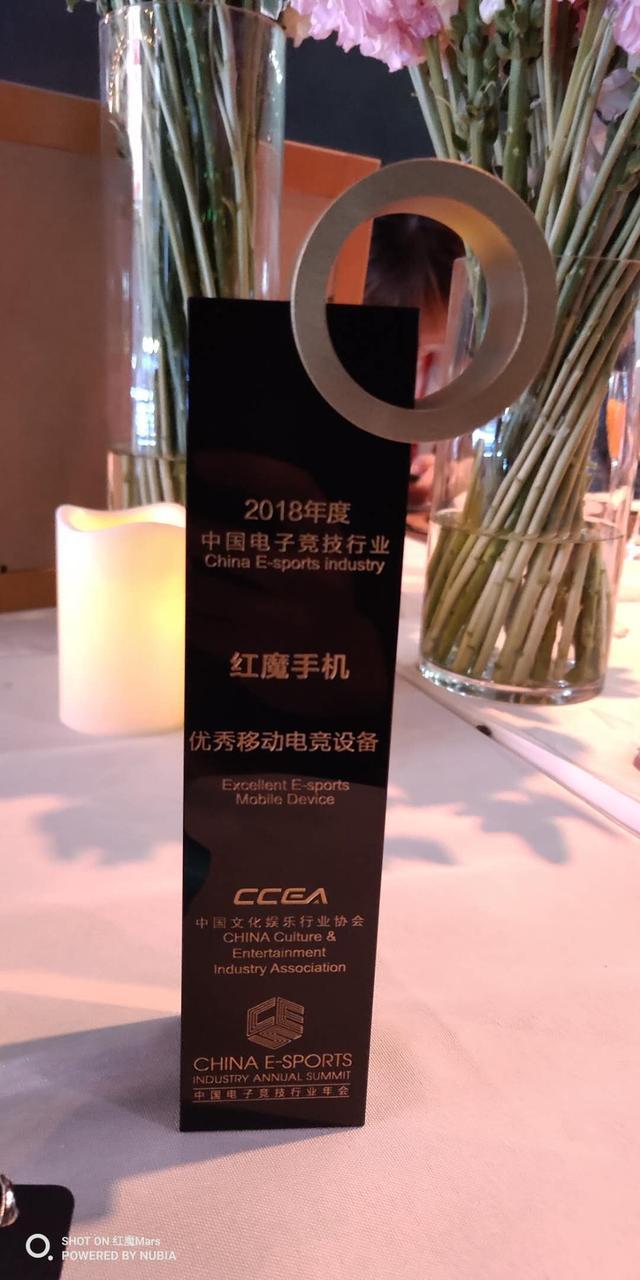 2018年度
中国电子竞技行业
China E-sports industry
红魔手机
优秀移动电竞设备
Excellent E-sports
Mobile Device
CCEA
中国文化娱乐行业协会
CHINA Culture &
Entertainment
Industry Association
CHINA E-SPORTS
INDUSTRY ANNUAL SUMMIT
中国电子竞技行业年会
SHOT ON 红魔Mars
POWERED BY NUBIA